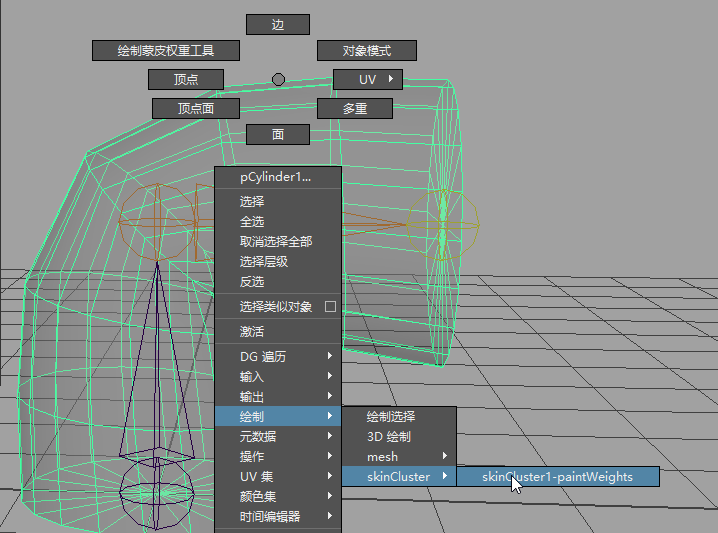 边
绘制蒙皮权重工具
对象模式
顶点
UV
顶点面
多重
面
pCylinder1...
选择
全选
取消选择全部
选择层级
反选
选择类似对象
激活
DG 遍历
输入
输出
绘制
元数据
操作
UV 集
颜色集
时间编辑器
绘制选择
3D 绘制
mesh
skinCluster
skinCluster1-paintWeights